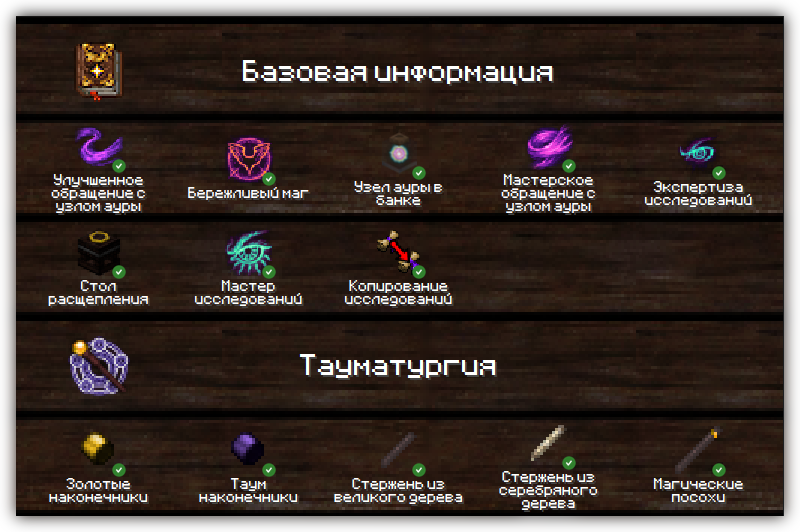 Базовая информация
Улучшенное
обращение с
узлом ауры
Бережливый маг
Узел ауры в
банке
Мастерское
обращение с
узлом ауры
Экспертиза
исследований
Стол
расщепления
Мастер
исследований
Копирование
исследований
Тауматургия
Золотые
наконечники
Таум
наконечники
Стержень из
великого дерева
Стержень из
серебряного
дерева
Магические
посохи